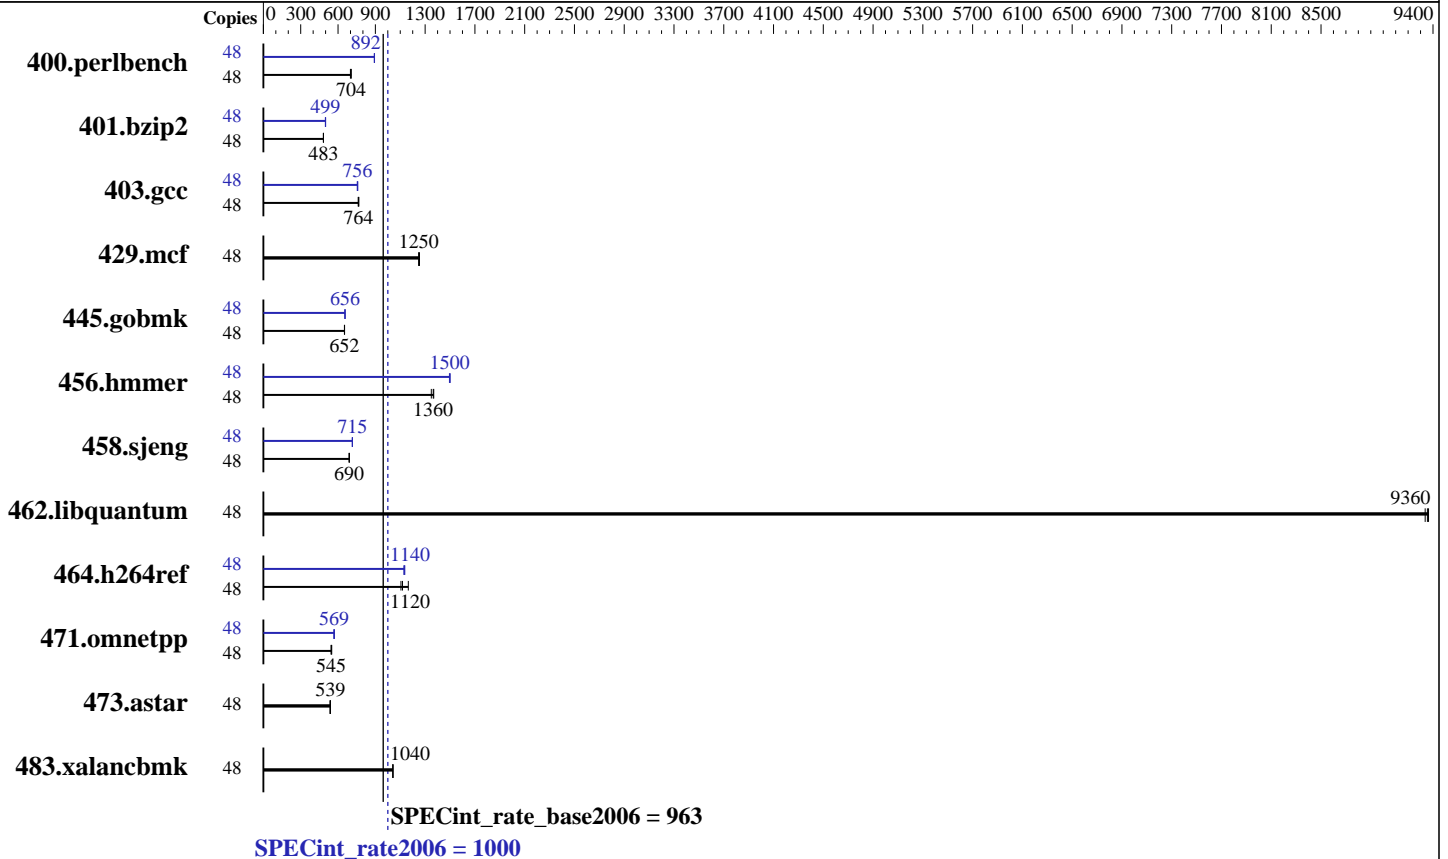 Copies 0 300 600 900 1300 1700 2100 2500 2900 3300 3700 4100 4500 4900 5300 5700 6100 6500 6900 7300 7700 8100 8500 9400
400.perlbench 48 892
48 704
401.bzip2 48 499
48 483
403.gcc 48 756
48 764
429.mcf 48 1250
445.gobmk 48 656
48 652
456.hmmer 48 1500
48 1360
458.sjeng 48 715
48 690
462.libquantum 48 9360
464.h264ref 48 1140
48 1120
471.omnetpp 48 569
48 545
473.astar 48 539
483.xalancbmk 48 1040
SPECint_rate_base2006 = 963
SPECint_rate2006 = 1000